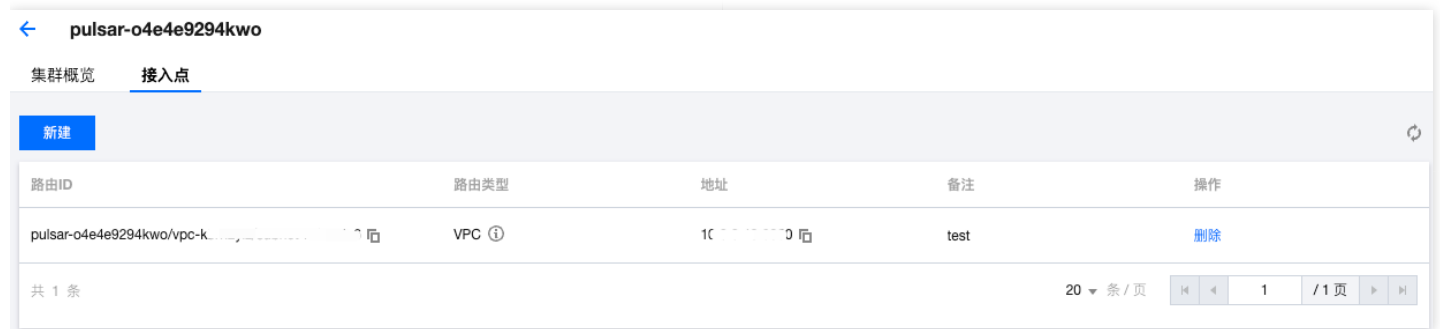 pulsar-o4e4e9294kwo
集群概览 接入点
新建
路由ID 路由类型 地址 备注 操作
pulsar-o4e4e9294kwo/vpc-k VPC test 删除
共 1 条 20 条 / 页 1 / 1 页